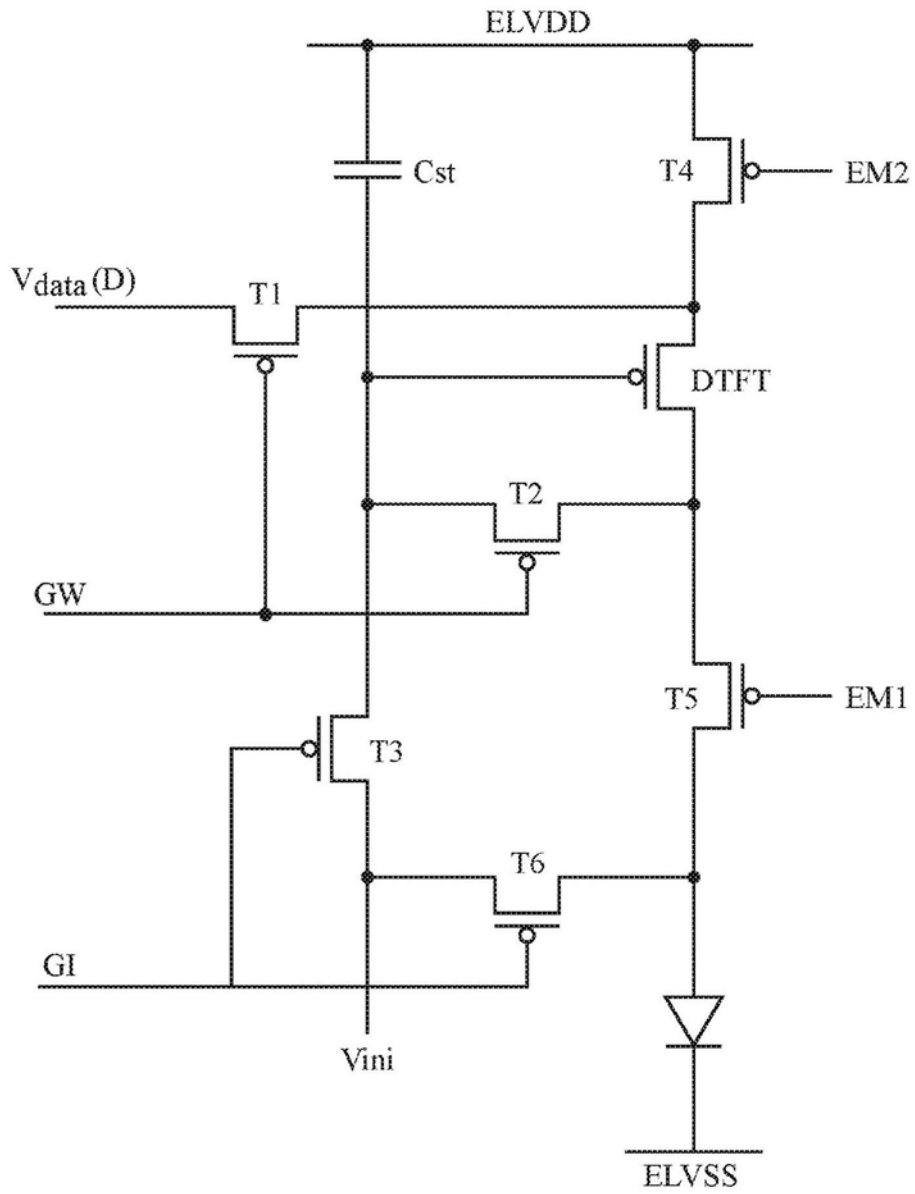 ELVDD
Cst
T4
EM2
Vdata (D)
T1
DTFT
T2
GW
T5
EM1
T3
T6
GI
Vini
ELVSS